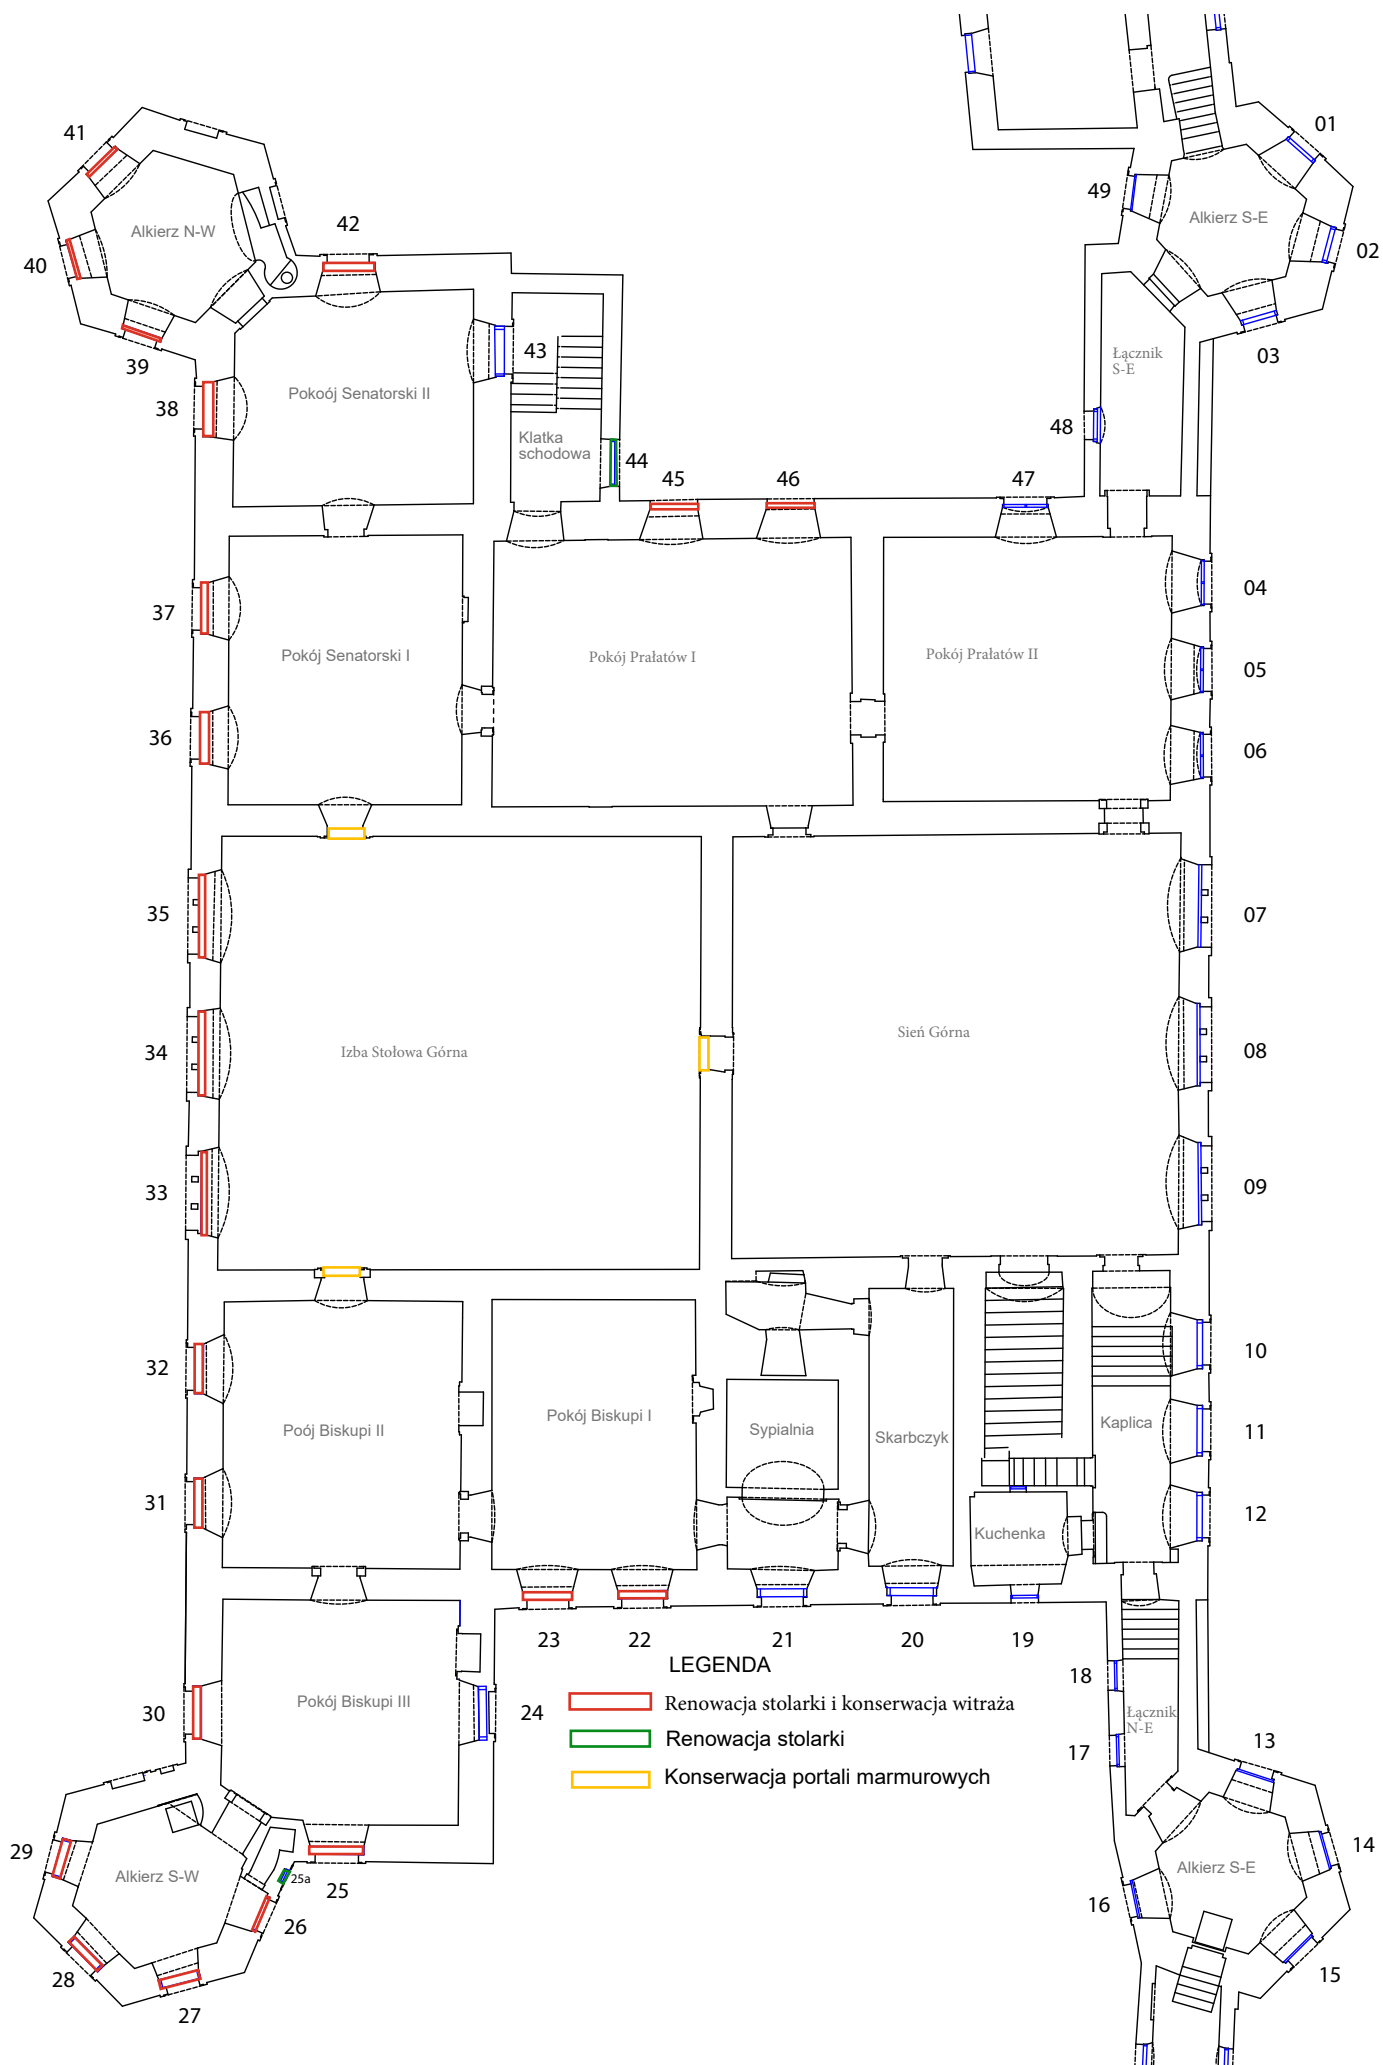 41
01
49
Alkierz N-W
Alkierz S-E
42
40
02
43
39
03
Łącznik
S-E
Pokoój Senatorski II
38
48
Klatka
schodowa
44
45
46
47
37
04
Pokój Senatorski I
Pokój Prałatów I
Pokój Prałatów II
05
36
06
35
07
34
Izba Stołowa Górna
Sień Górna
08
33
09
32
10
Poój Biskupi II
Pokój Biskupi I
Sypialnia
Skarbczyk
Kaplica
11
31
12
Kuchenka
23
22
21
20
19
LEGENDA
18
30
Pokój Biskupi III
24
Renowacja stolarki i konserwacja witraża
Łącznik
N-E
Renowacja stolarki
17
13
Konserwacja portali marmurowych
29
14
Alkierz S-W
25a
25
Alkierz S-E
26
16
28
15
27